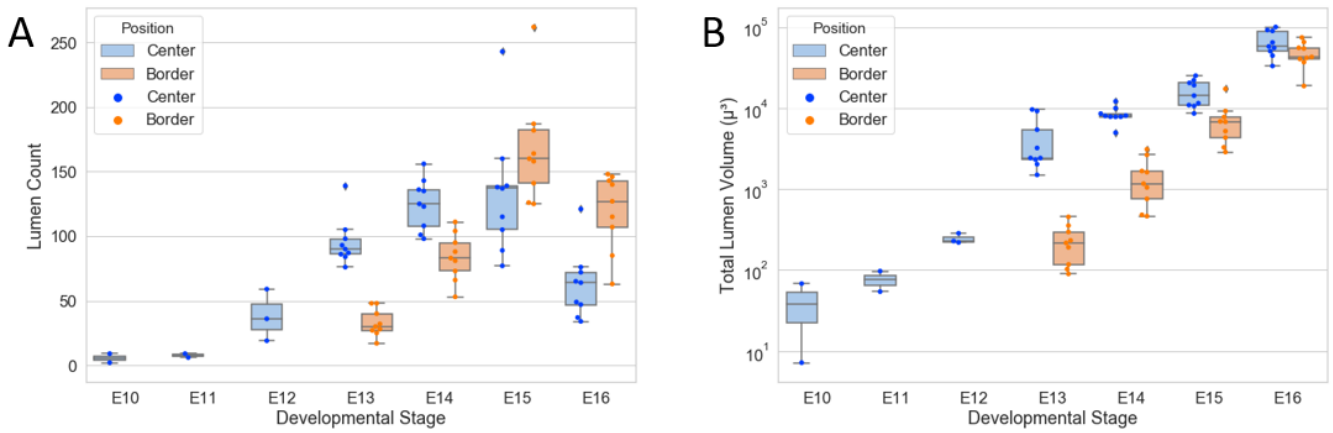 A
Position
Center
Border
Center
Border
Lumen Count
250
200
150
100
50
0
E10 E11 E12 E13 E14 E15 E16
Developmental Stage
B
Position
Center
Border
Center
Border
Total Lumen Volume (μ³)
10⁵
10⁴
10³
10²
10¹
E10 E11 E12 E13 E14 E15 E16
Developmental Stage